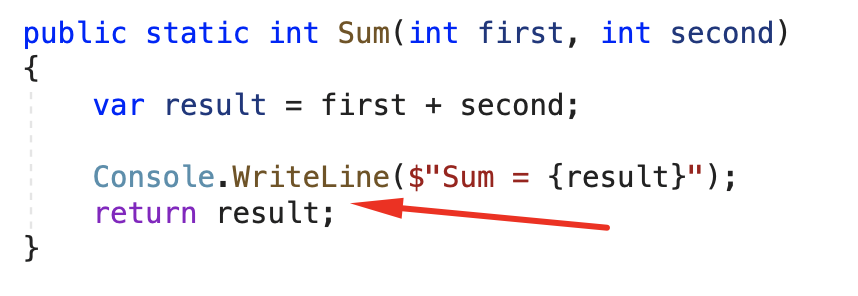 public static int Sum(int first, int second)
{
    var result = first + second;

    Console.WriteLine($"Sum = {result}");
    return result;
}